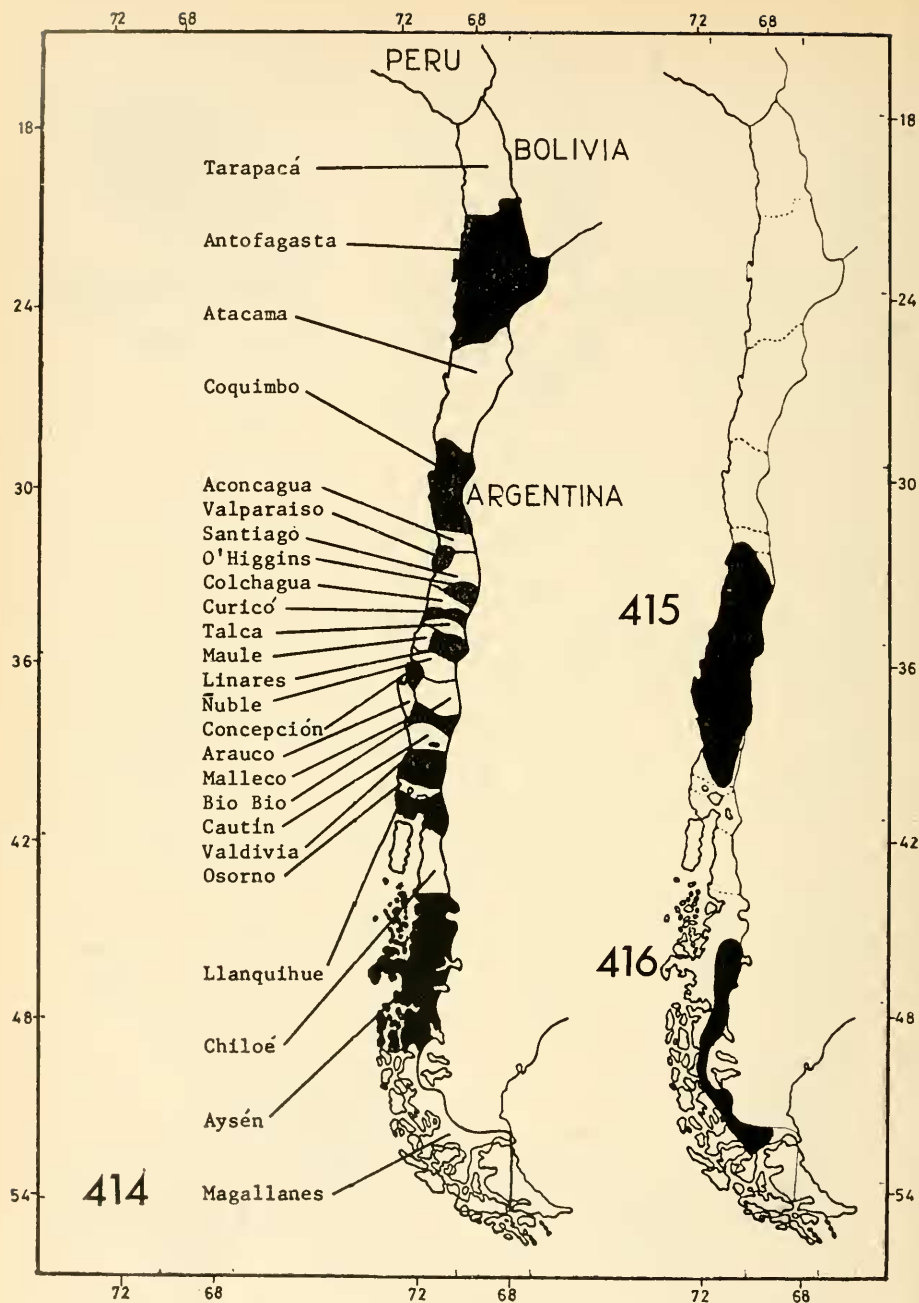 72 68 72 68 72 68
PERU
18
18
BOLIVIA
Tarapacá
Antofagasta
24
24
Atacama
Coquimbo
30
30
ARGENTINA
Aconcagua
Valparaiso
Santiago
O'Higgins
Colchagua
415
Curicó
Talca
Maule
36
36
Linares
Ñuble
Concepción
Arauco
Malleco
Bio Bio
Cautín
42
42
Valdivia
Osorno
416
Llanquihue
48
48
Chiloé
Aysén
414
Magallanes
54
54
72 68 72 68 72 68